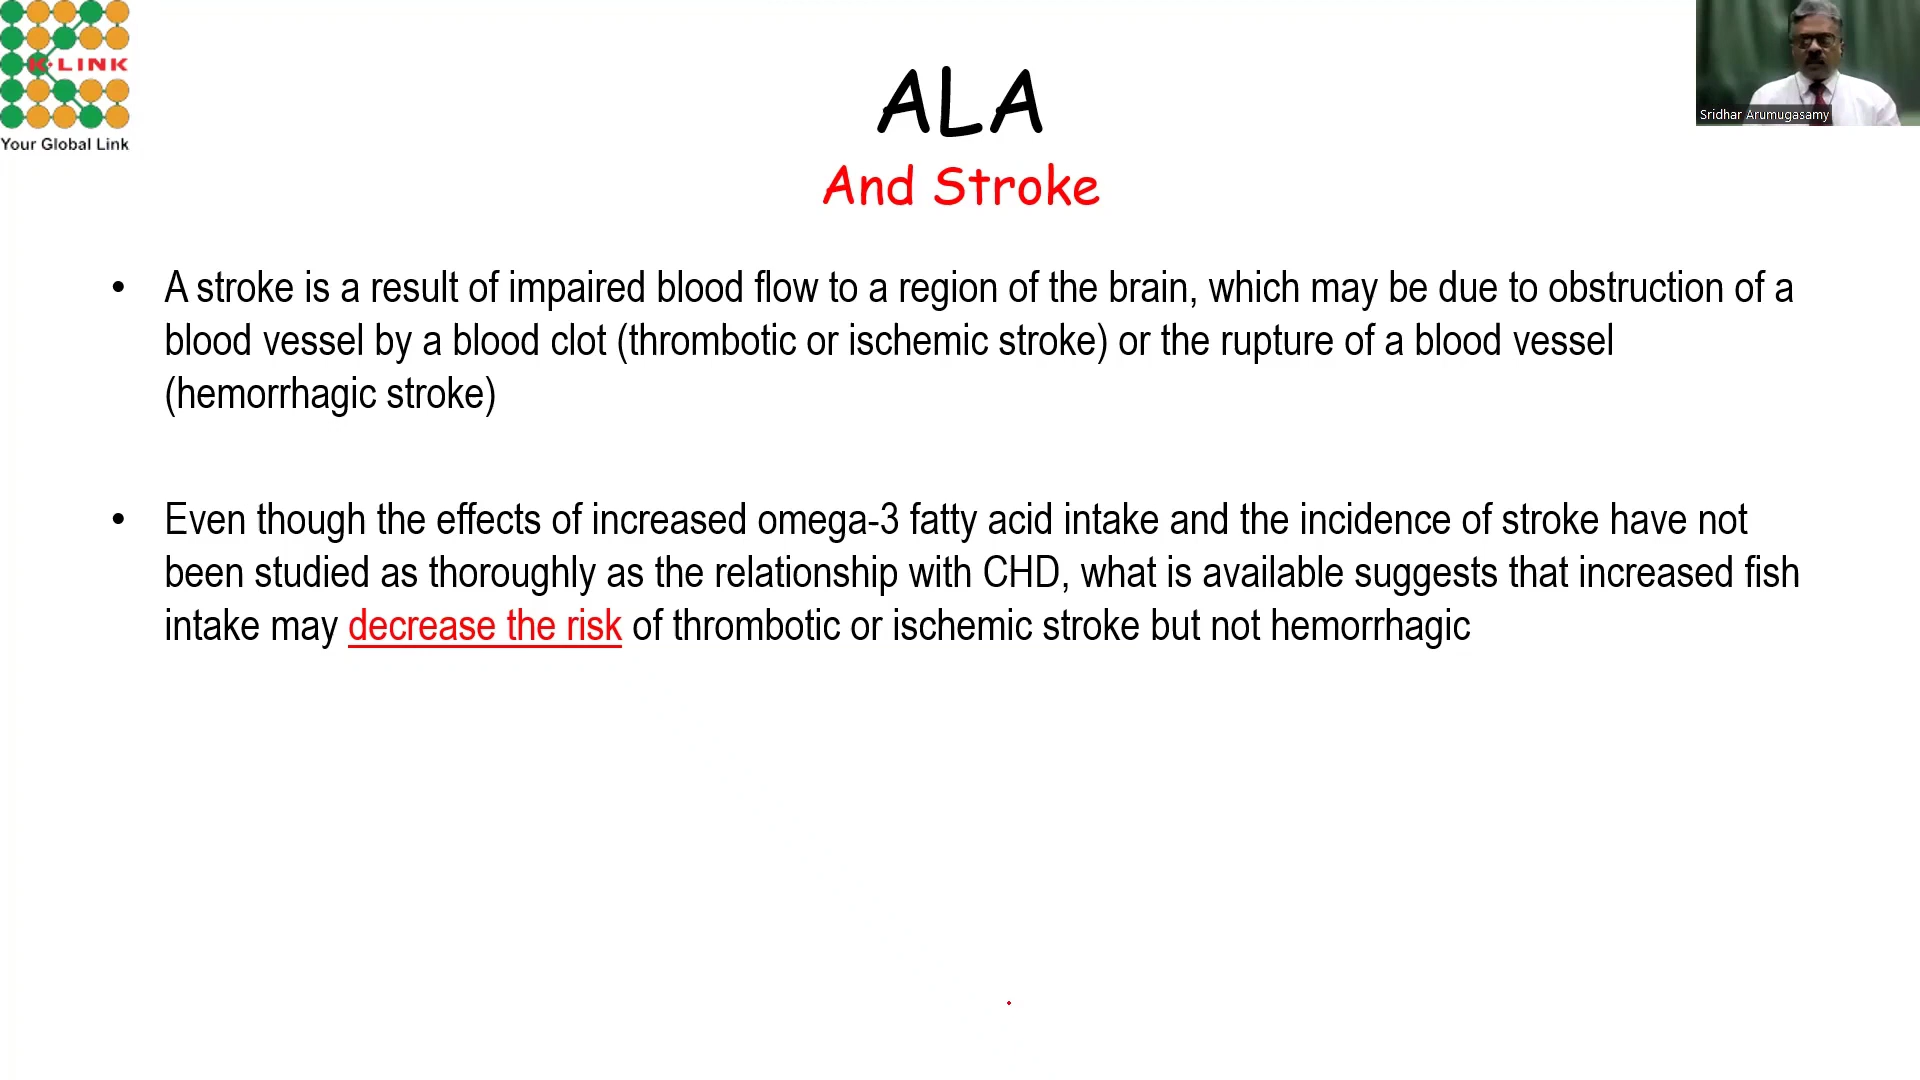 K-LINK
Your Global Link
ALA
Sridhar Arumugasamy
And Stroke
• A stroke is a result of impaired blood flow to a region of the brain, which may be due to obstruction of a
blood vessel by a blood clot (thrombotic or ischemic stroke) or the rupture of a blood vessel
(hemorrhagic stroke)
• Even though the effects of increased omega-3 fatty acid intake and the incidence of stroke have not
been studied as thoroughly as the relationship with CHD, what is available suggests that increased fish
intake may decrease the risk of thrombotic or ischemic stroke but not hemorrhagic